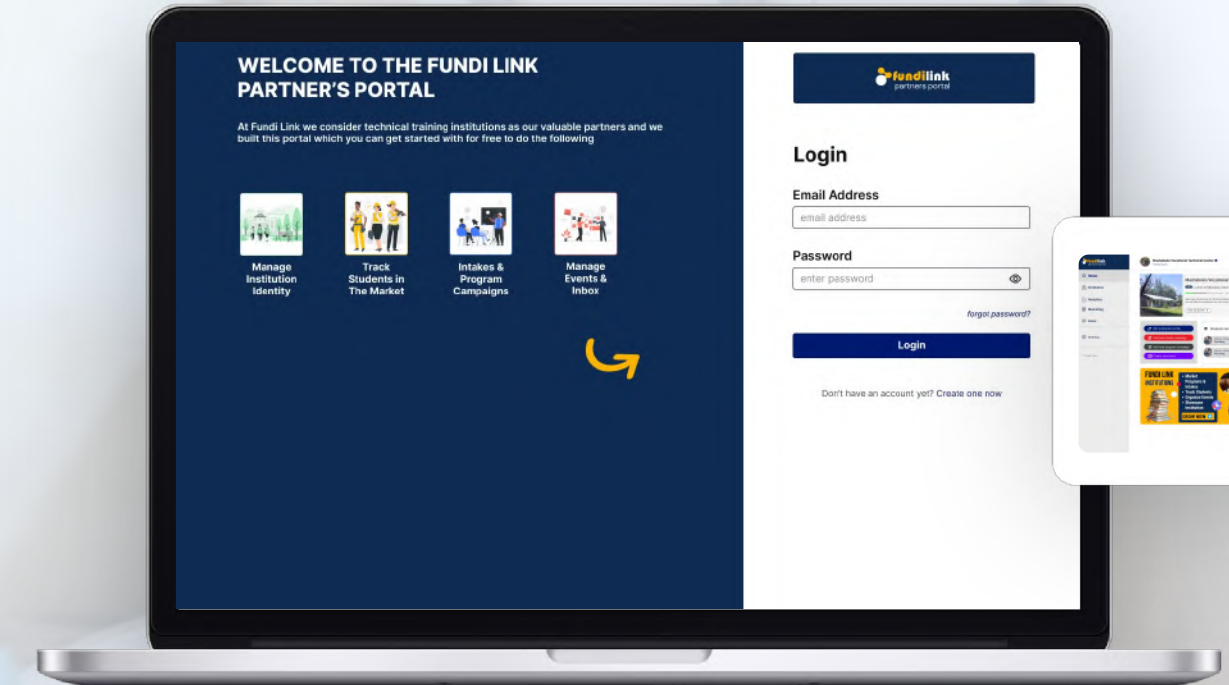 WELCOME TO THE FUNDI LINK
PARTNER'S PORTAL
At Fundi Link we consider technical training institutions as our valuable partners and we
built this portal which you can get started with for free to do the following
Manage
Institution
Identity
Track
Students in
The Market
Intakes &
Program
Campaigns
Manage
Events &
Inbox
fundilink
partners portal
Login
Email Address
email address
Password
enter password
forgot password?
Login
Don't have an account yet? Create one now
FUNDI LINK
INSTITUTIONS